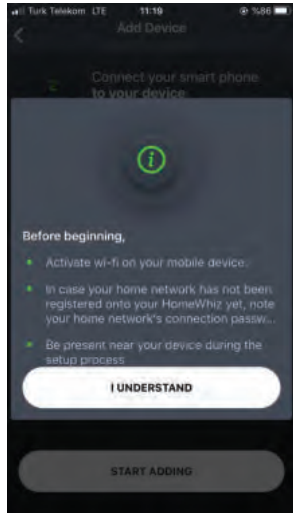 Turk Telekom LTE 11:19 %86
Add Device
Connect your smart phone
to your device
Before beginning,
Activate wi-fi on your mobile device.
In case your home network has not been
registered onto your HomeWhiz yet, note
your home network's connection passw...
Be present near your device during the
setup process
I UNDERSTAND
START ADDING